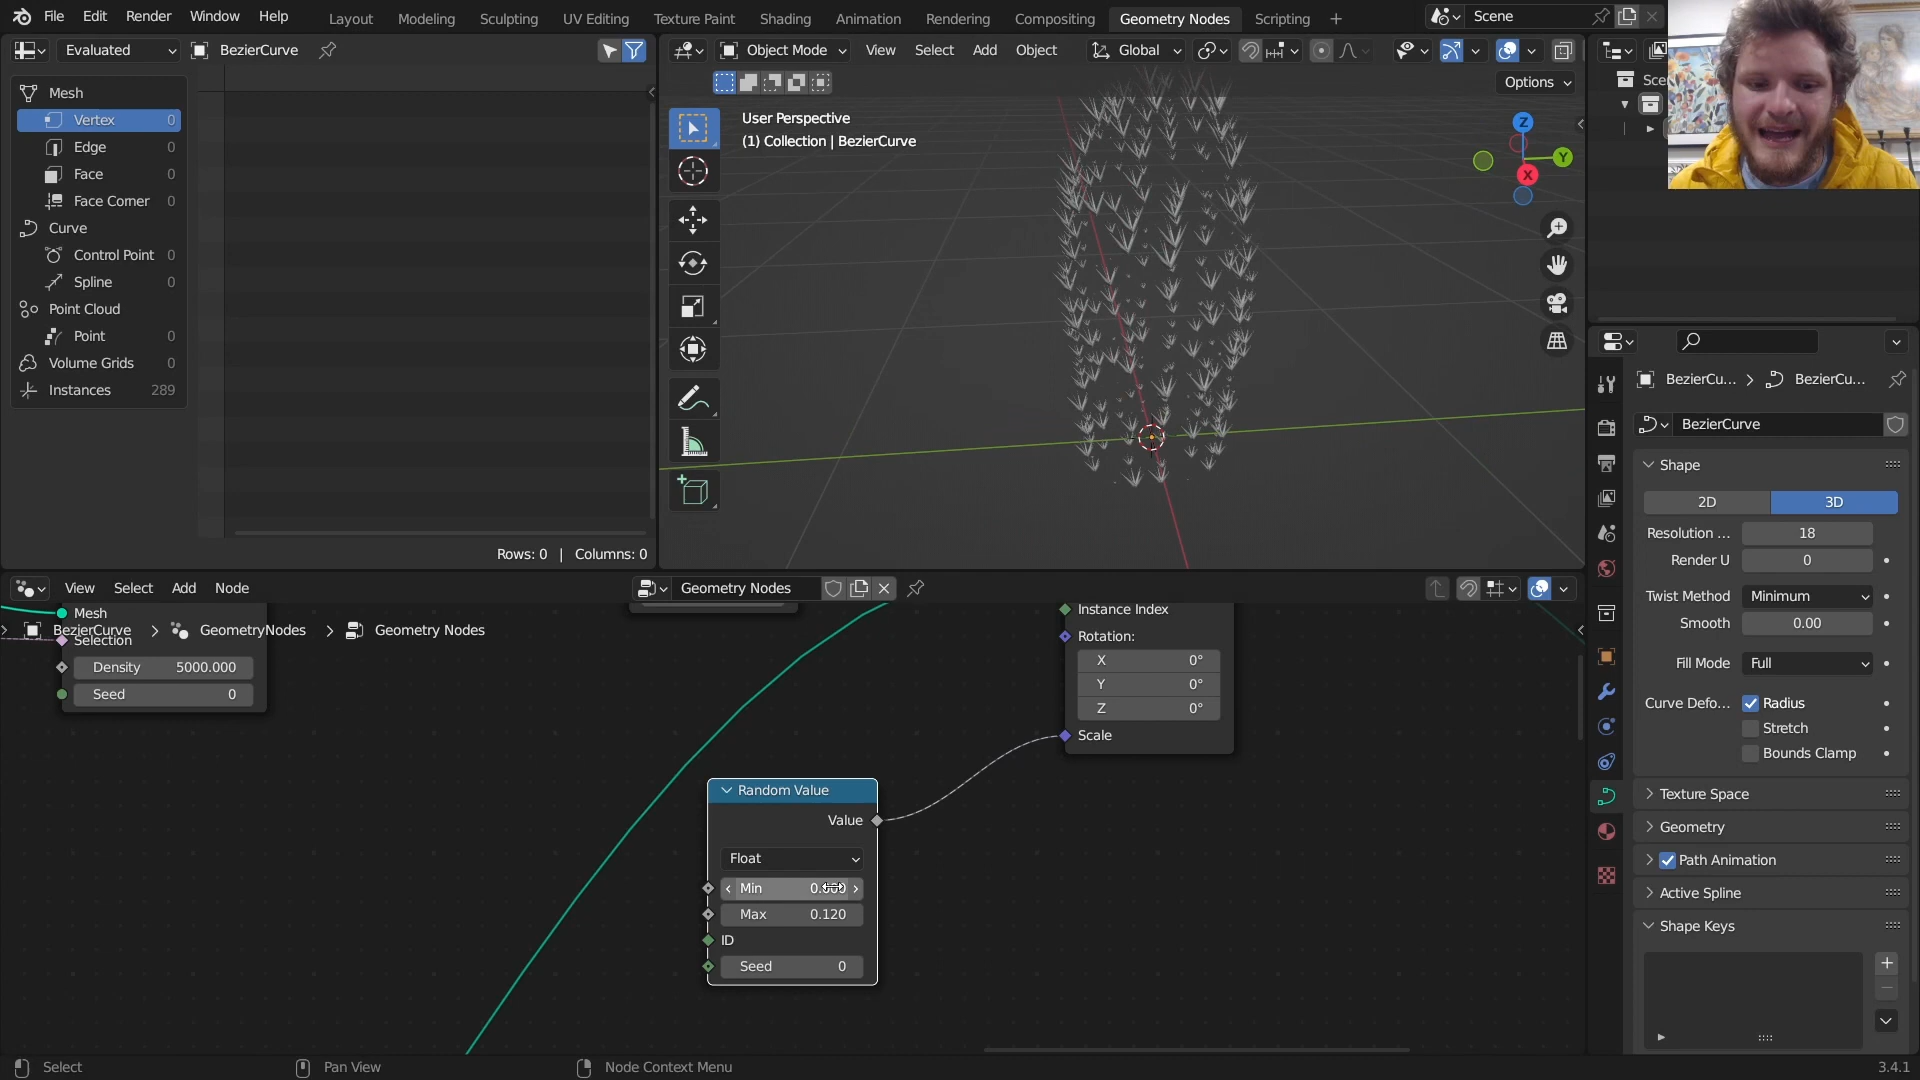 File Edit Render Window Help Layout Modeling Sculpting UV Editing Texture Paint Shading Animation Rendering Compositing Geometry Nodes Scripting + Scene
Evaluated BezierCurve
Object Mode View Select Add Object Global
Options
Mesh
Vertex 0
Edge 0
Face 0
Face Corner 0
Curve
Control Point 0
Spline 0
Point Cloud
Point 0
Volume Grids 0
Instances 289
Rows: 0 | Columns: 0
User Perspective
(1) Collection | BezierCurve
Z
Y
X
BezierCu... > BezierCu...
BezierCurve
Shape
2D 3D
Resolution ... 18
Render U 0
Twist Method Minimum
Smooth 0.00
Fill Mode Full
Curve Defo... Radius
Stretch
Bounds Clamp
Texture Space
Geometry
Path Animation
Active Spline
Shape Keys
View Select Add Node Geometry Nodes
Mesh
BezierCurve > GeometryNodes > Geometry Nodes
Selection
Density 5000.000
Seed 0
Instance Index
Rotation:
X 0°
Y 0°
Z 0°
Scale
Random Value
Value
Float
Min
Max 0.120
ID
Seed 0
Select Pan View Node Context Menu 3.4.1